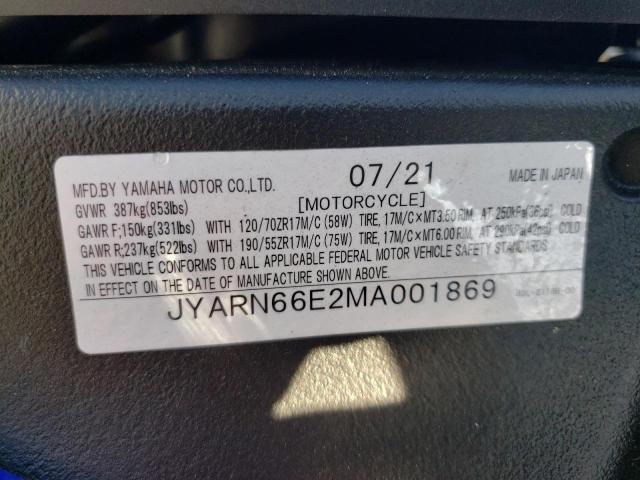 MFD.BY YAMAHA MOTOR CO.,LTD. 07/21 MADE IN JAPAN
GVWR 387kg(853lbs) [MOTORCYCLE]
GAWR F;150kg(331lbs) WITH 120/70ZR17M/C (58W) TIRE, 17M/C×MT3.50 RIM, AT 250kPa(36psi) COLD
GAWR R;237kg(522lbs) WITH 190/55ZR17M/C (75W) TIRE, 17M/C×MT6.00 RIM, AT 290kPa(42psi) COLD
THIS VEHICLE CONFORMS TO ALL APPLICABLE FEDERAL MOTOR VEHICLE SAFETY STANDARDS
IN EFFECT ON THE DATE OF MANUFACTURE SHOWN ABOVE.
JYARN66E2MA001869